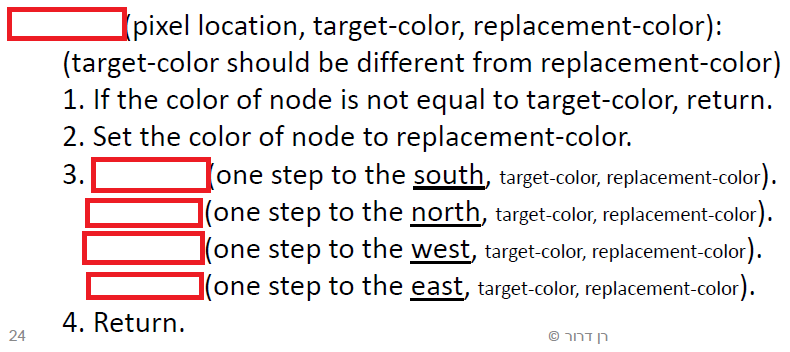 (pixel location, target-color, replacement-color):
(target-color should be different from replacement-color)
1. If the color of node is not equal to target-color, return.
2. Set the color of node to replacement-color.
3. (one step to the south, target-color, replacement-color).
(one step to the north, target-color, replacement-color).
(one step to the west, target-color, replacement-color).
(one step to the east, target-color, replacement-color).
4. Return.
24
רן דרור ©